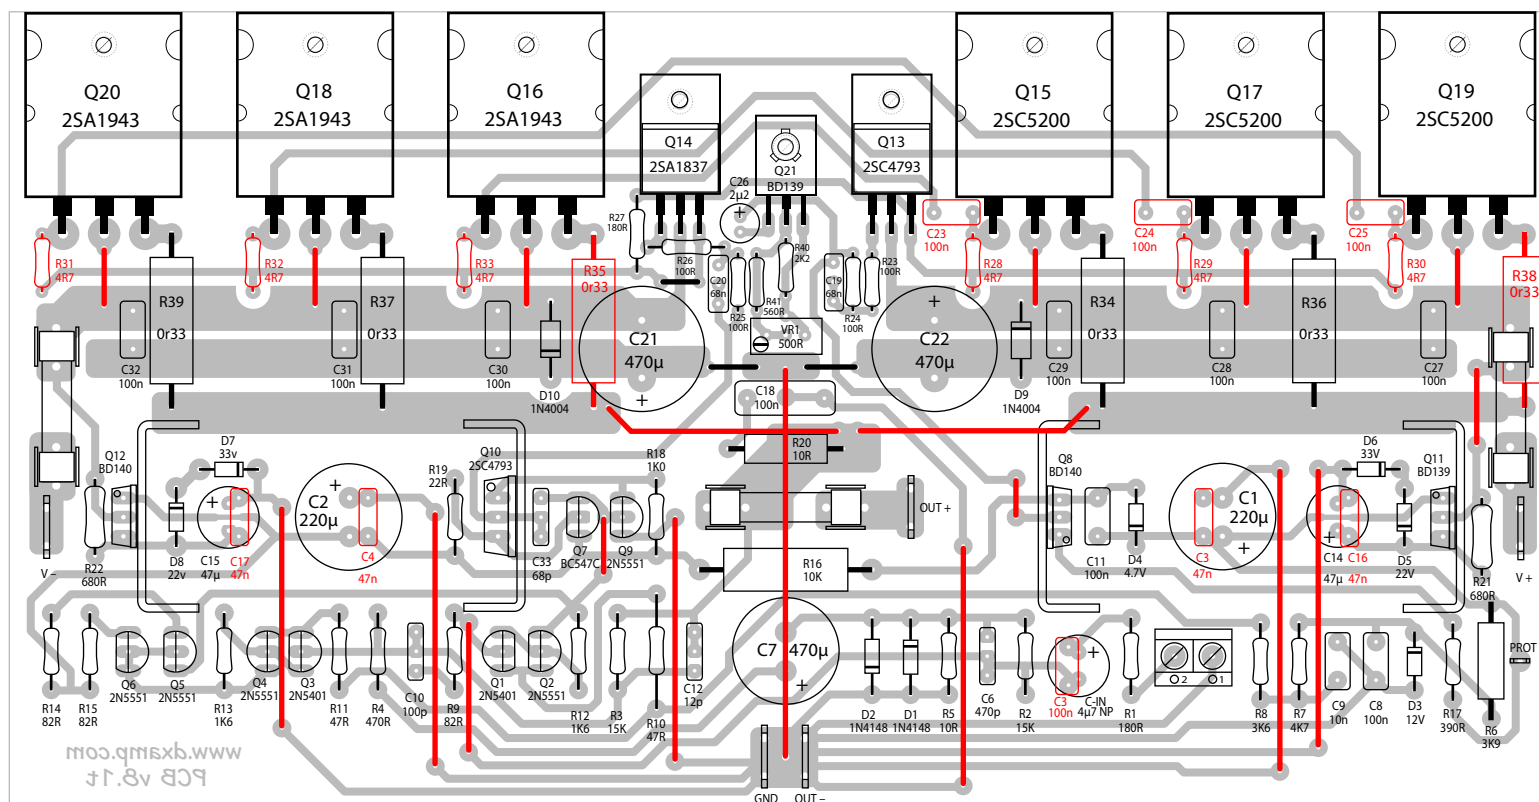 Q20
2SA1943
Q18
2SA1943
Q16
2SA1943
Q14
2SA1837
Q21
BD139
Q13
2SC4793
Q15
2SC5200
Q17
2SC5200
Q19
2SC5200
R31
4R7
R32
4R7
R33
4R7
R35
0r33
R27
180R
C26
2µ2
R26
100R
C20
68n
R25
100R
R41
560R
R40
2K2
C19
68n
R24
100R
R23
100R
C23
100n
R28
4R7
C24
100n
R29
4R7
C25
100n
R30
4R7
R38
0r33
R39
0r33
R37
0r33
C21
470µ
VR1
500R
C22
470µ
R34
0r33
R36
0r33
C32
100n
C31
100n
C30
100n
D10
1N4004
C18
100n
D9
1N4004
C29
100n
C28
100n
C27
100n
Q12
BD140
D7
33v
R19
22R
Q10
2SC4793
R18
1K0
R20
10R
Q8
BD140
D6
33V
Q11
BD139
C2
220µ
OUT +
C1
220µ
V –
R22
680R
D8
22v
C15
47µ
C17
47n
C4
47n
C33
68p
Q7
BC547C
Q9
2N5551
R16
10K
C11
100n
D4
4.7V
C3
47n
C14
47µ
C16
47n
D5
22V
R21
680R
V +
R14
82R
R15
82R
Q6
2N5551
Q5
2N5551
R13
1K6
Q4
2N5551
Q3
2N5401
R11
47R
R4
470R
C10
100p
R9
82R
Q1
2N5401
Q2
2N5551
R12
1K6
R3
15K
R10
47R
C12
12p
C7
470µ
D2
1N4148
D1
1N4148
R5
10R
C6
470p
R2
15K
C3
100n
C-IN
4µ7 NP
R1
180R
2
1
R8
3K6
R7
4K7
C9
10n
C8
100n
D3
12V
R17
390R
R6
3K9
PROT
www.dxamp.com
PCB v8.1t
GND
OUT –